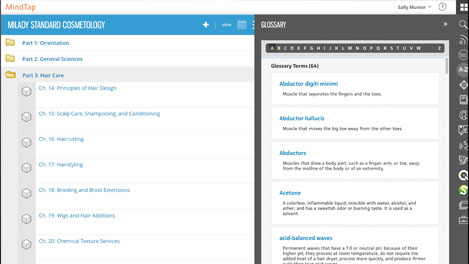 MindTap
Sally Munter
MILADY STANDARD COSMETOLOGY
VIEW
Part 1: Orientation
Part 2: General Sciences
Part 3: Hair Care
Ch. 14: Principles of Hair Design
Ch. 15: Scalp Care, Shampooing, and Conditioning
Ch. 16: Haircutting
Ch. 17: Hairstyling
Ch. 18: Braiding and Braid Extensions
Ch. 19: Wigs and Hair Additions
Ch. 20: Chemical Texture Services
GLOSSARY
A B C D E F G H I J K L M N O P Q R S T U V W Z
Glossary Terms (64)
Abductor digiti minimi
Muscle that separates the fingers and the toes.
Abductor hallucis
Muscle that moves the big toe away from the other toes.
Abductors
Muscles that draw a body part, such as a finger, arm, or toe, away
from the midline of the body or of an extremity.
Acetone
A colorless, inflammable liquid; miscible with water, alcohol, and
ether; and has a sweetish odor or burning taste. It is used as a
solvent.
acid-balanced waves
Permanent waves that have a 7.0 or neutral pH; because of their
higher pH, they process at room temperature, do not require the
added heat of a hair dryer, process more quickly, and produce firmer
A-Z